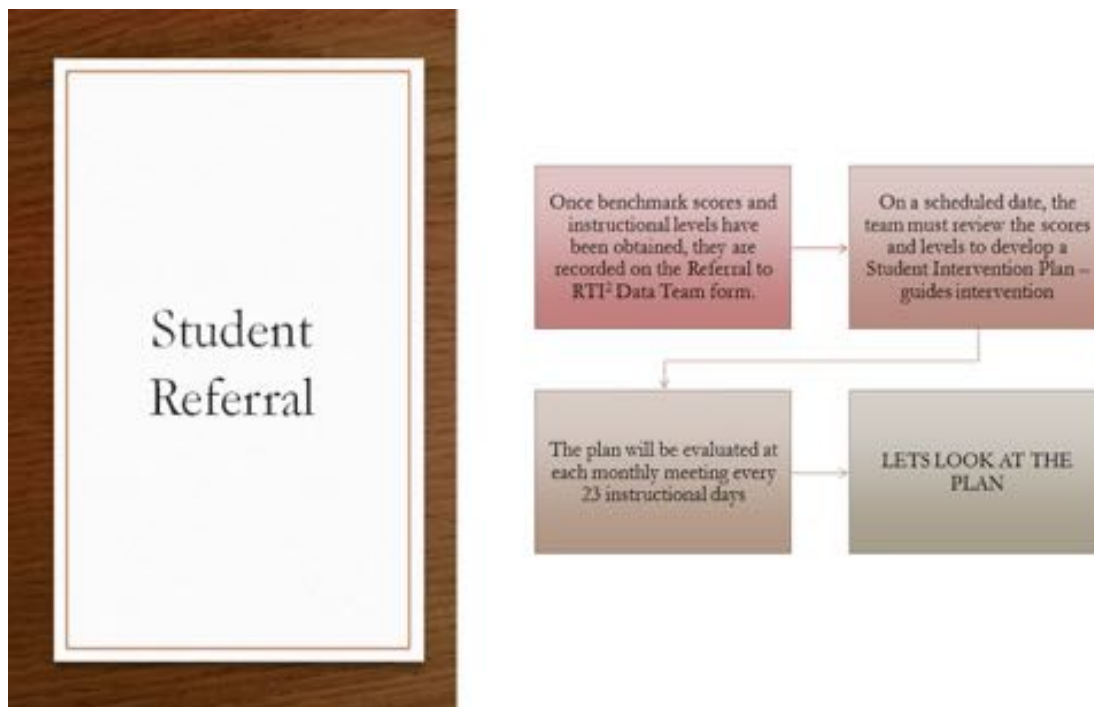 Student
Referral
Once benchmark scores and
instructional levels have
been obtained, they are
recorded on the Referral to
RTI² Data Team form.
On a scheduled date, the
team must review the scores
and levels to develop a
Student Intervention Plan –
guides intervention
The plan will be evaluated at
each monthly meeting every
23 instructional days
LETS LOOK AT THE
PLAN